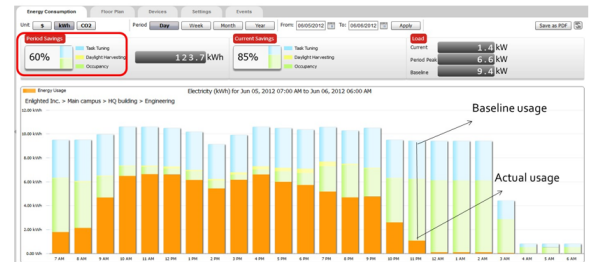 Energy Consumption Floor Plan Devices Settings Events
Unit $ kWh CO2 Period Day Week Month Year From: 06/05/2012 To: 06/06/2012 Apply Save as PDF
Period Savings
60%
Task Tuning
Daylight Harvesting
Occupancy
123.7 kWh
Current Savings
85%
Task Tuning
Daylight Harvesting
Occupancy
Load
Current 1.4 kW
Period Peak 6.6 kW
Baseline 9.4 kW
Energy Usage
Electricity (kWh) for Jun 05, 2012 07:00 AM to Jun 06, 2012 06:00 AM
Enlighted Inc. > Main campus > HQ building > Engineering
12.00 kWh
Baseline usage
10.00 kWh
8.00 kWh
6.00 kWh
Actual usage
4.00 kWh
2.00 kWh
0.00 kWh
7 AM 8 AM 9 AM 10 AM 11 AM 12 PM 1 PM 2 PM 3 PM 4 PM 5 PM 6 PM 7 PM 8 PM 9 PM 10 PM 11 PM 12 AM 1 AM 2 AM 3 AM 4 AM 5 AM 6 AM